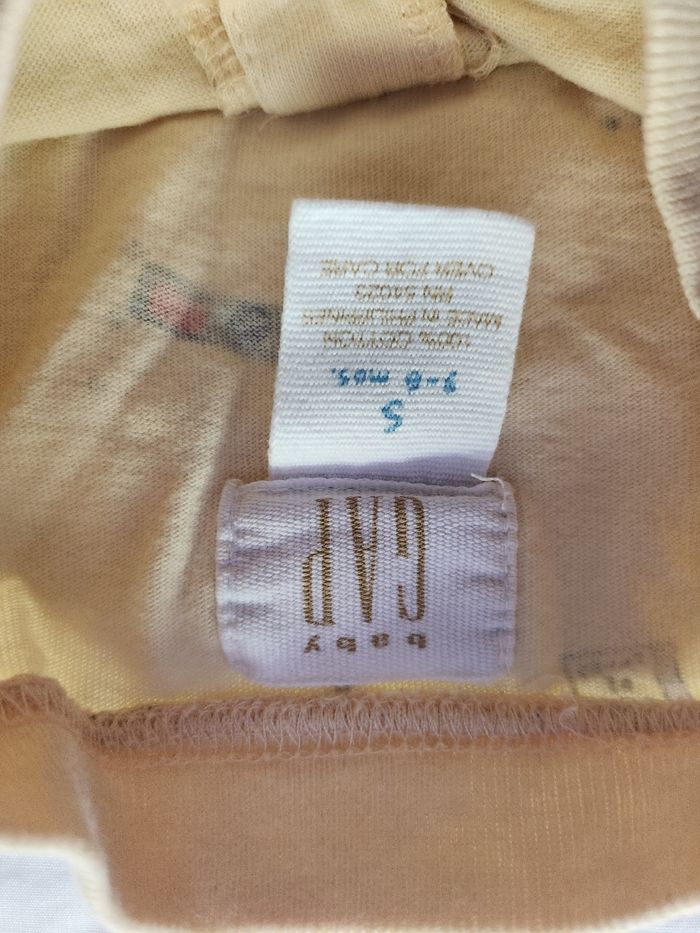 baby
GAP
S
3-6 mos.
100% COTTON
MADE IN PHILIPPINES
RN 54023
OVER FOR CARE